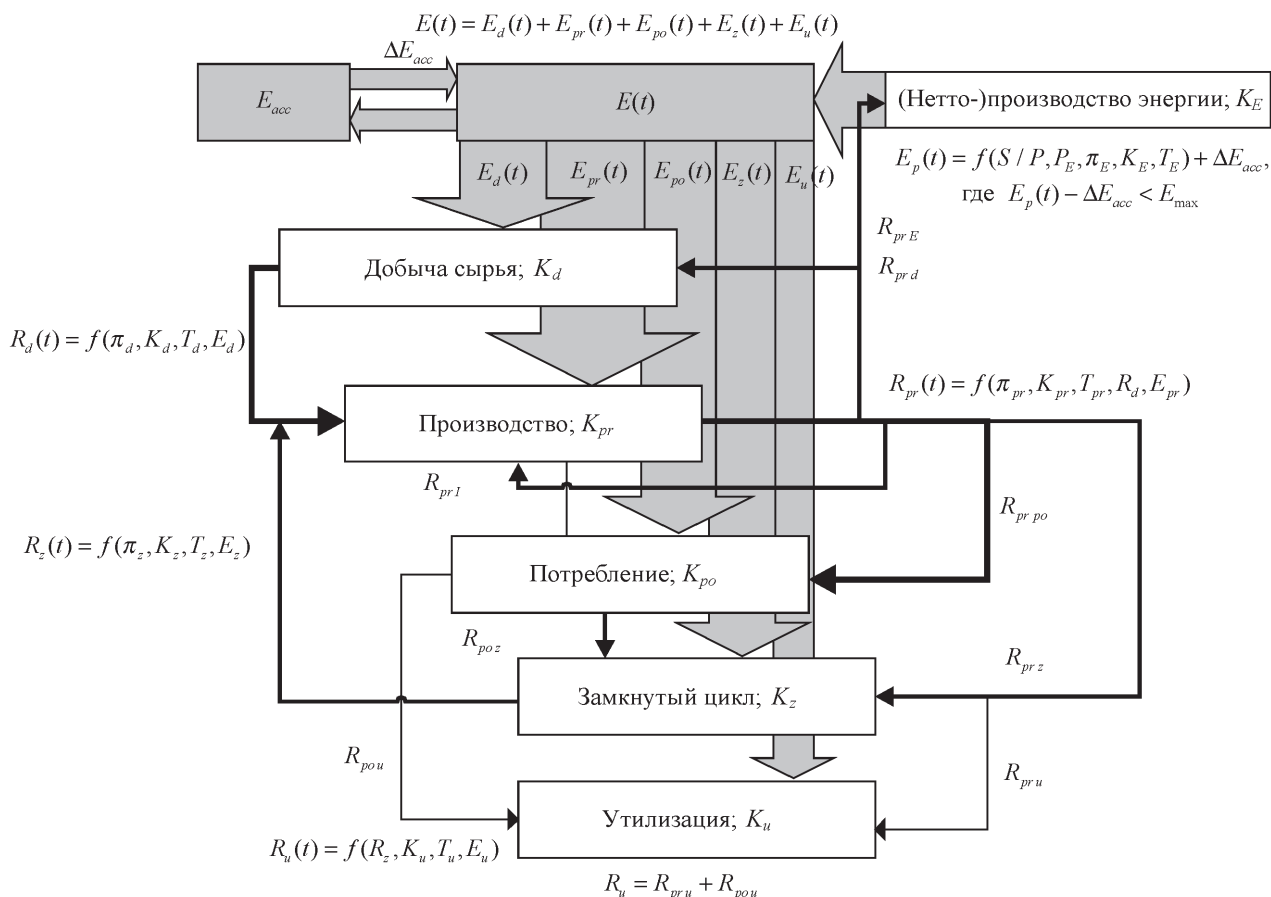 E(t) = E_d(t) + E_pr(t) + E_po(t) + E_z(t) + E_u(t)
ΔE_acc
E_acc
E(t)
(Нетто-)производство энергии; K_E
E_d(t)
E_pr(t)
E_po(t)
E_z(t)
E_u(t)
E_p(t) = f(S / P, P_E, π_E, K_E, T_E) + ΔE_acc,
где E_p(t) − ΔE_acc < E_max
R_pr E
Добыча сырья; K_d
R_pr d
R_d(t) = f(π_d, K_d, T_d, E_d)
R_pr(t) = f(π_pr, K_pr, T_pr, R_d, E_pr)
Производство; K_pr
R_pr I
R_pr po
R_z(t) = f(π_z, K_z, T_z, E_z)
Потребление; K_po
R_po z
R_pr z
Замкнутый цикл; K_z
R_po u
R_pr u
Утилизация; K_u
R_u(t) = f(R_z, K_u, T_u, E_u)
R_u = R_pr u + R_po u